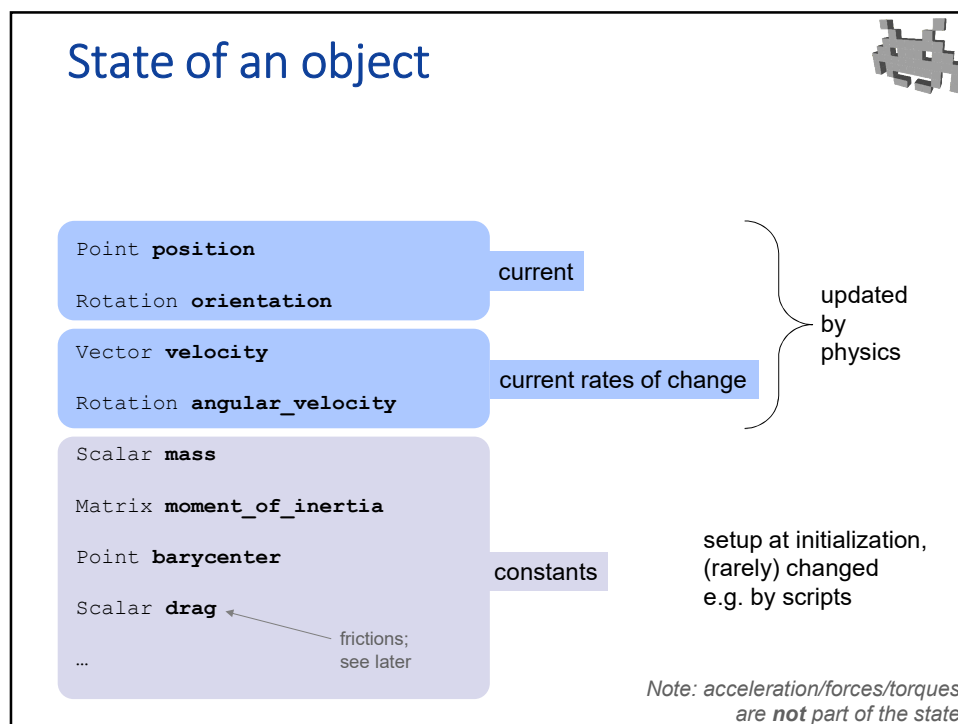 State of an object
Point position
Rotation orientation
current
Vector velocity
Rotation angular_velocity
current rates of change
updated
by
physics
Scalar mass
Matrix moment_of_inertia
Point barycenter
Scalar drag
…
frictions;
see later
constants
setup at initialization,
(rarely) changed
e.g. by scripts
Note: acceleration/forces/torques
are not part of the state